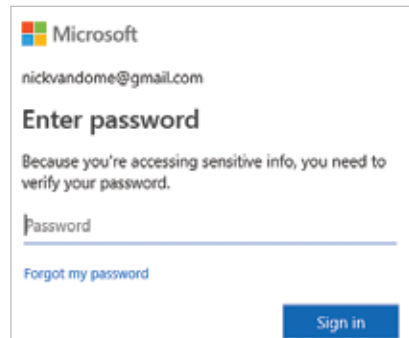 Microsoft
nickvandome@gmail.com
Enter password
Because you're accessing sensitive info, you need to
verify your password.
Password
Forgot my password
Sign in